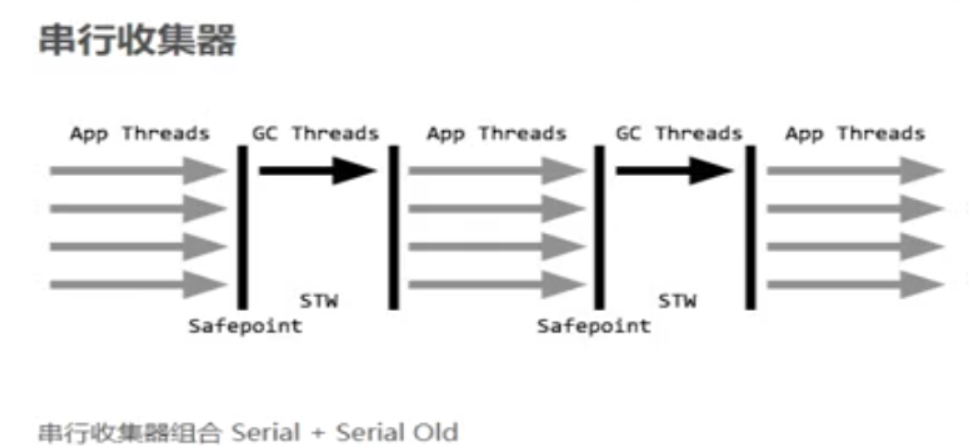 串行收集器
App Threads GC Threads App Threads GC Threads App Threads
STW STW
Safepoint Safepoint
串行收集器组合 Serial + Serial Old